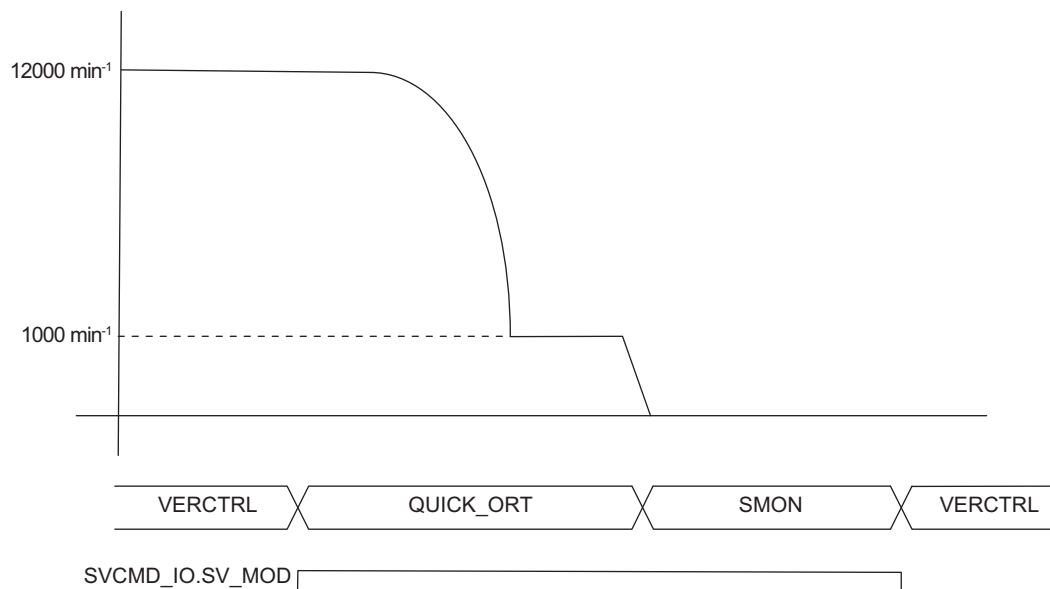 12000 min⁻¹
1000 min⁻¹
VERCTRL QUICK_ORT SMON VERCTRL
SVCMD_IO.SV_MOD